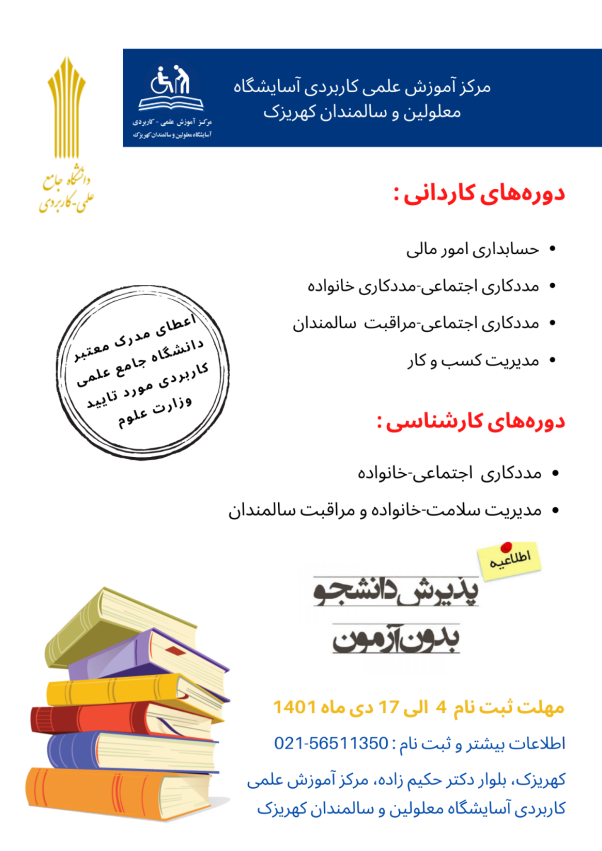 مرکز آموزش علمی کاربردی آسایشگاه
معلولین و سالمندان کهریزک
مرکز آموزش علمی - کاربردی
آسایشگاه معلولین و سالمندان کهریزک
دانشگاه جامع
علمی-کاربردی
دوره‌های کاردانی :
• حسابداری امور مالی
• مددکاری اجتماعی-مددکاری خانواده
• مددکاری اجتماعی-مراقبت سالمندان
• مدیریت کسب و کار
اعطای مدرک معتبر
دانشگاه جامع علمی
کاربردی مورد تایید
وزارت علوم
دوره‌های کارشناسی :
• مددکاری اجتماعی-خانواده
• مدیریت سلامت-خانواده و مراقبت سالمندان
اطلاعیه
پذیرش دانشجو
بدون آزمون
مهلت ثبت نام 4 الی 17 دی ماه 1401
اطلاعات بیشتر و ثبت نام : 56511350-021
کهریزک، بلوار دکتر حکیم زاده، مرکز آموزش علمی
کاربردی آسایشگاه معلولین و سالمندان کهریزک